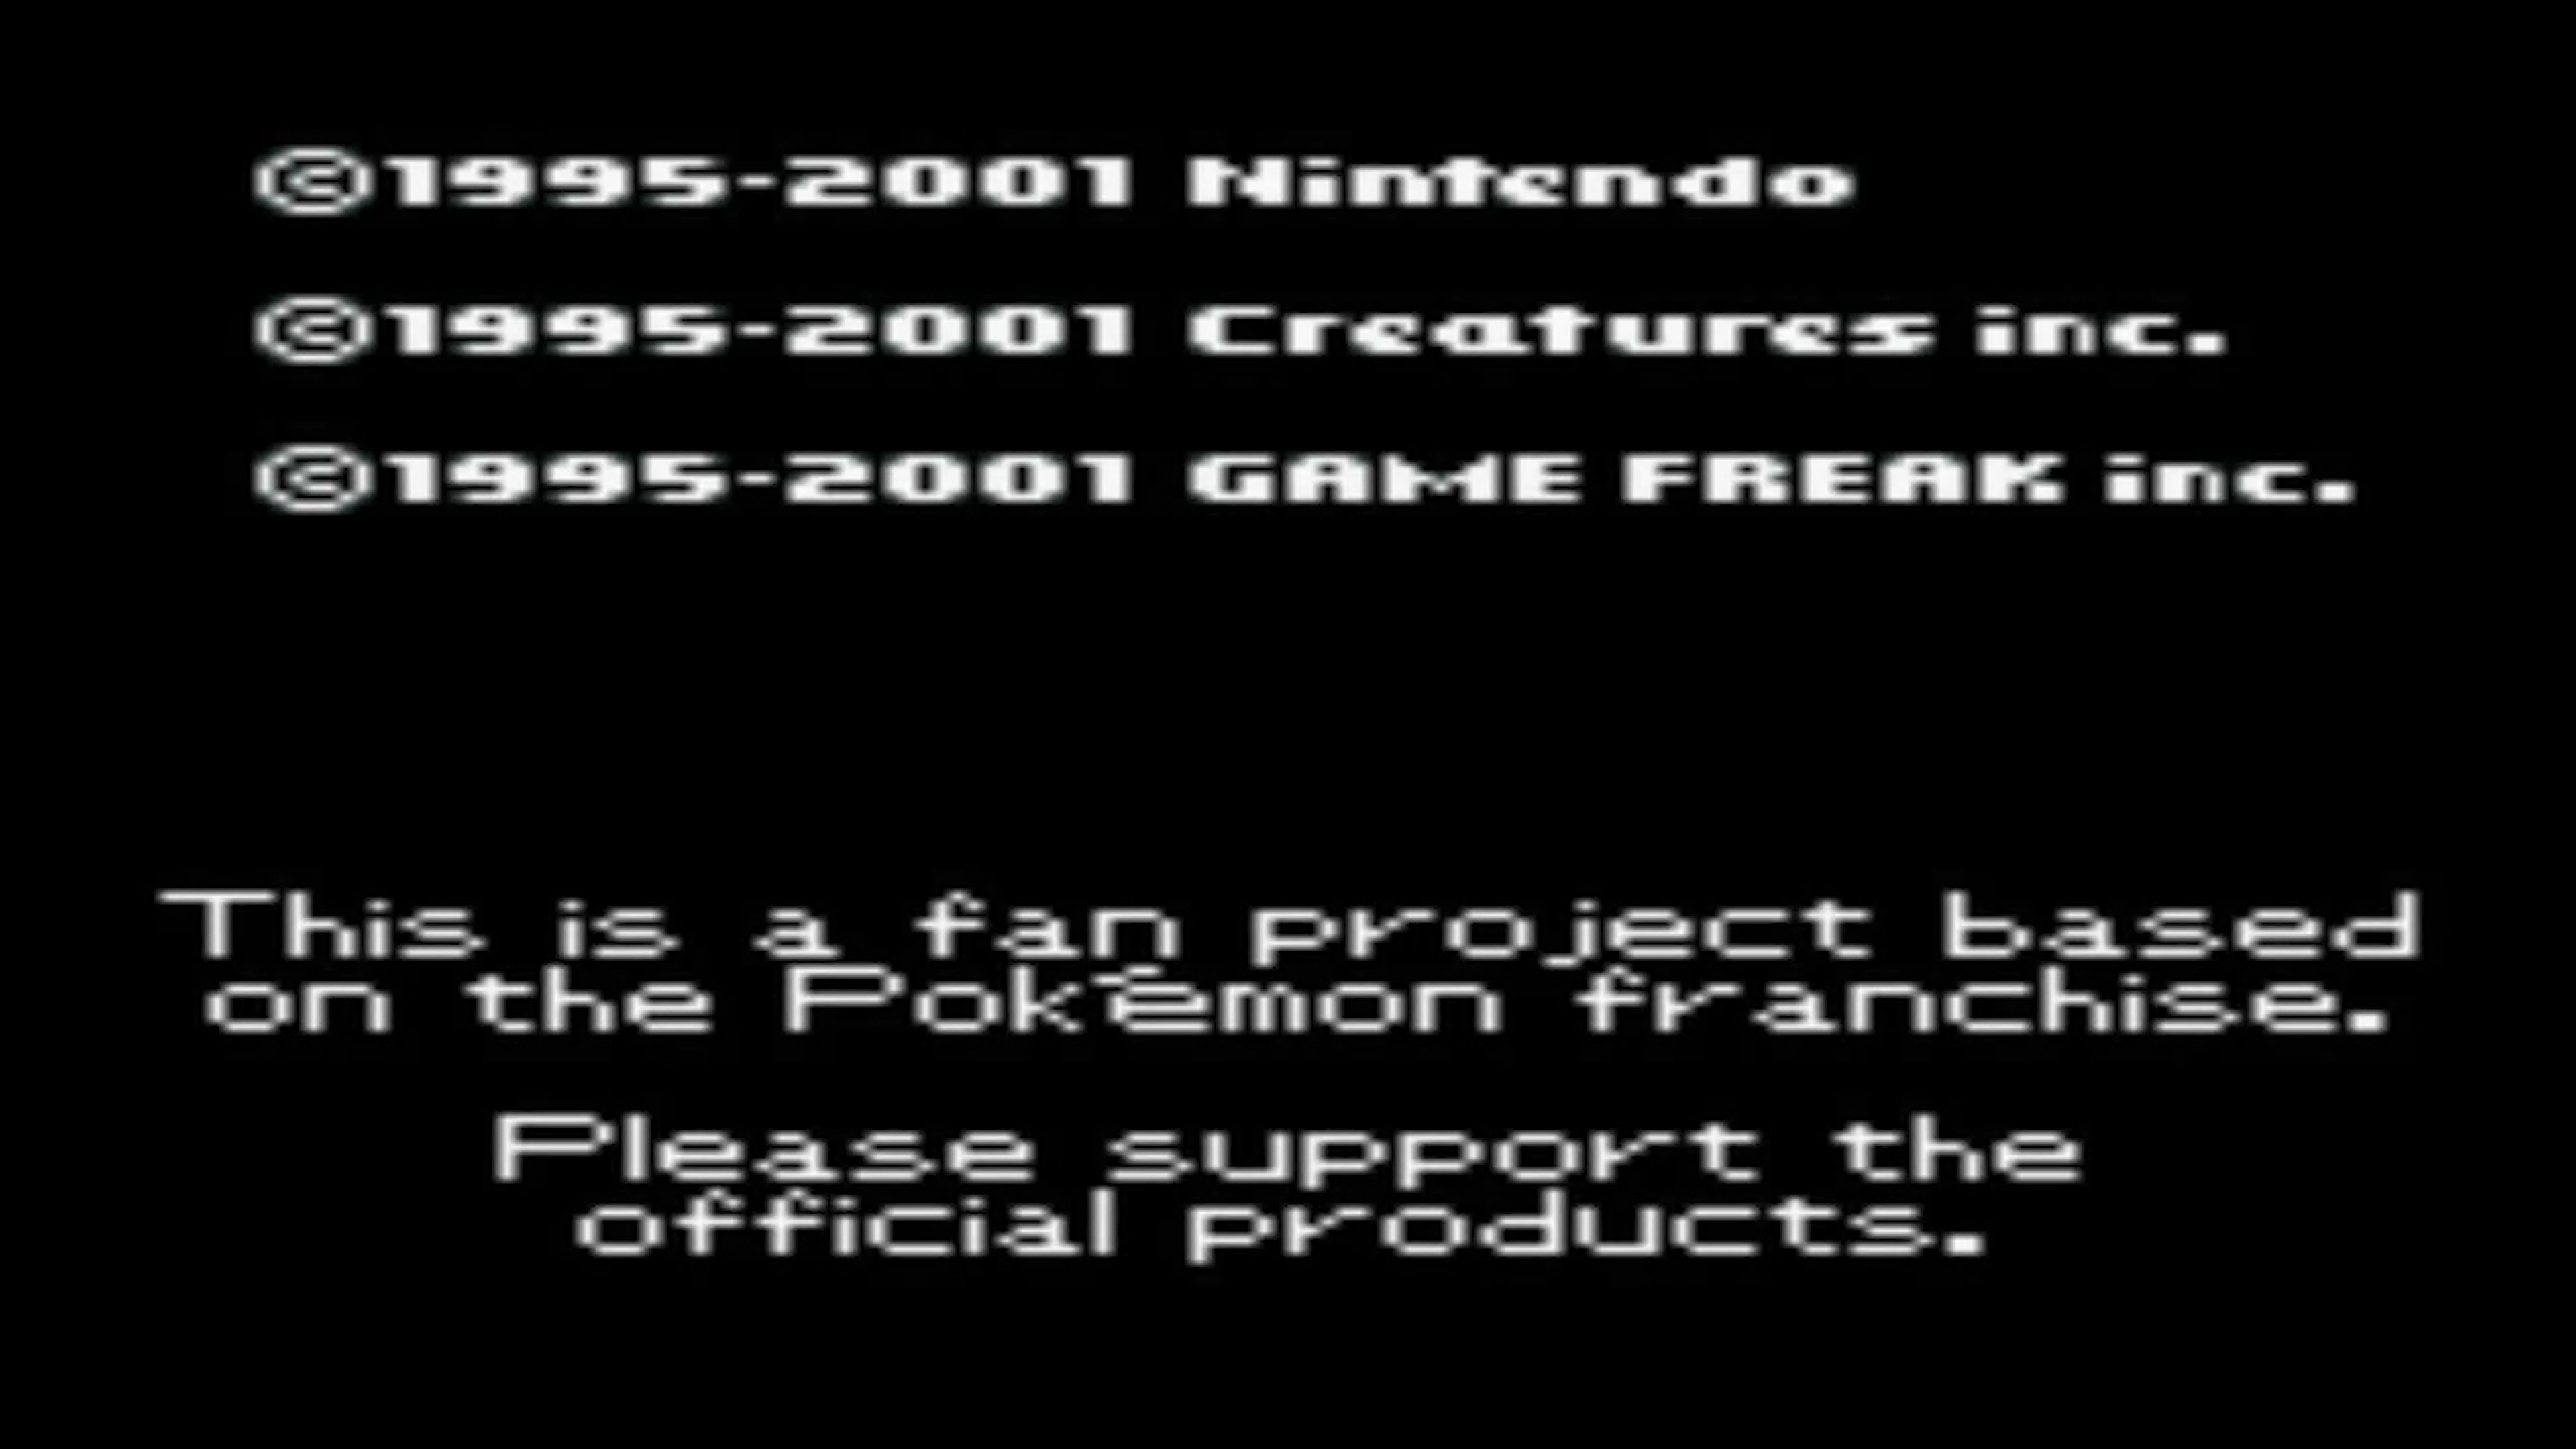 ©1995-2001 Nintendo
©1995-2001 Creatures inc.
©1995-2001 GAME FREAK inc.
This is a fan project based
on the Pokémon franchise.
Please support the
official products.